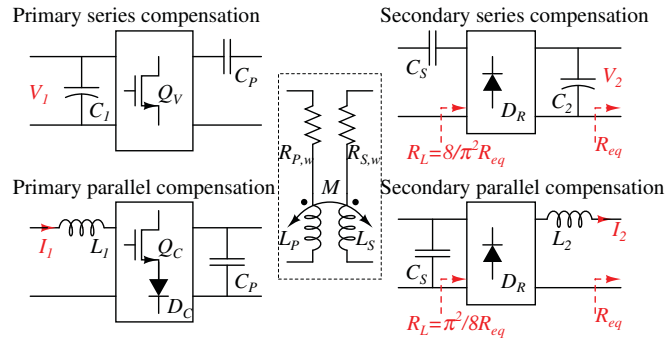 Primary series compensation
V1
C1
QV
CP
Secondary series compensation
CS
DR
C2
V2
RL=8/π²Req
Req
RP,w
RS,w
M
LP
LS
Primary parallel compensation
I1
L1
QC
DC
CP
Secondary parallel compensation
CS
DR
L2
I2
RL=π²/8Req
Req